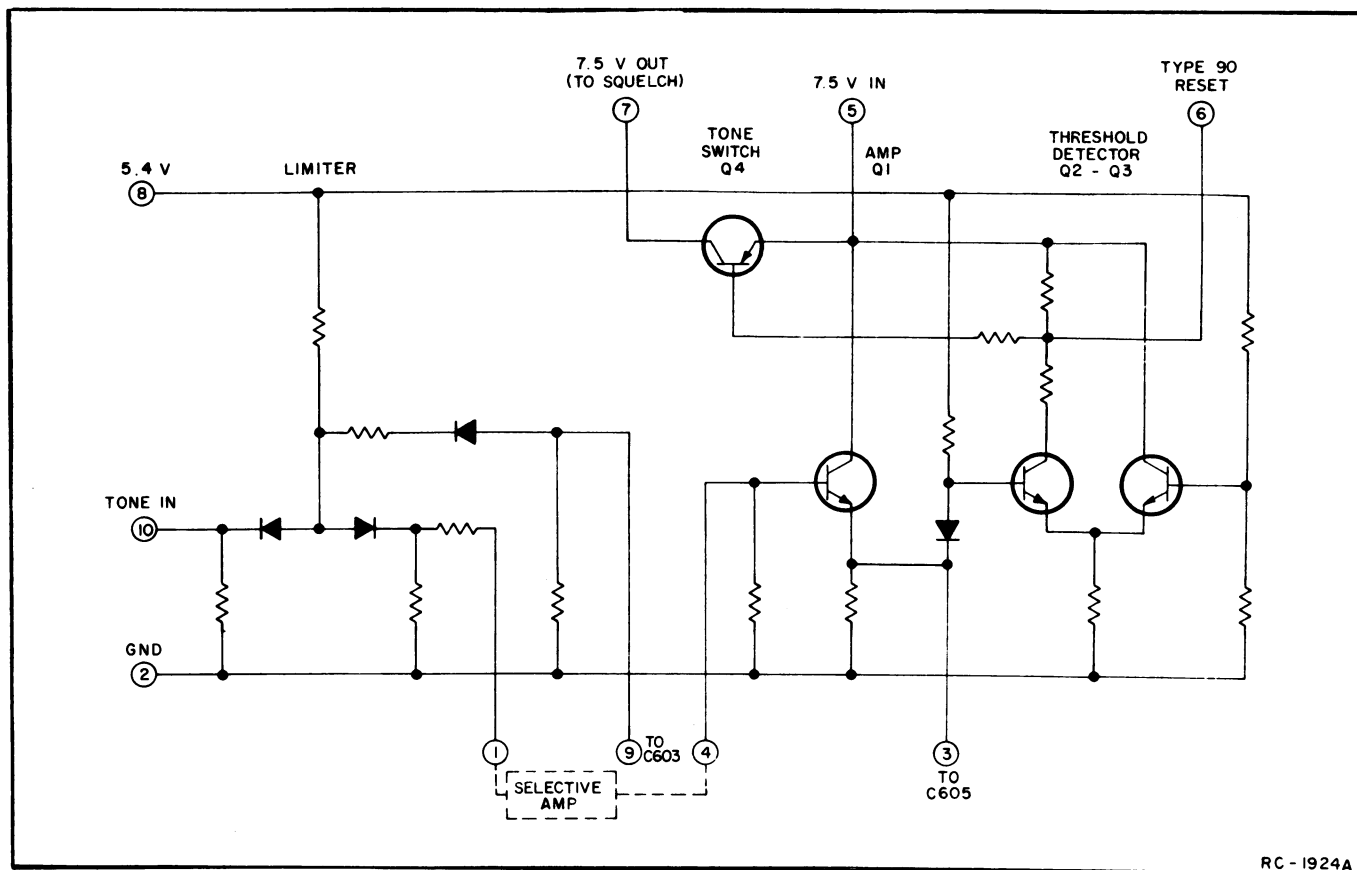 7.5 V OUT
(TO SQUELCH)
7
7.5 V IN
5
TYPE 90
RESET
6
TONE
SWITCH
Q4
AMP
Q1
THRESHOLD
DETECTOR
Q2 - Q3
5.4 V
8
LIMITER
TONE IN
10
GND
2
1
9
TO
C603
4
3
TO
C605
SELECTIVE
AMP
RC-1924A